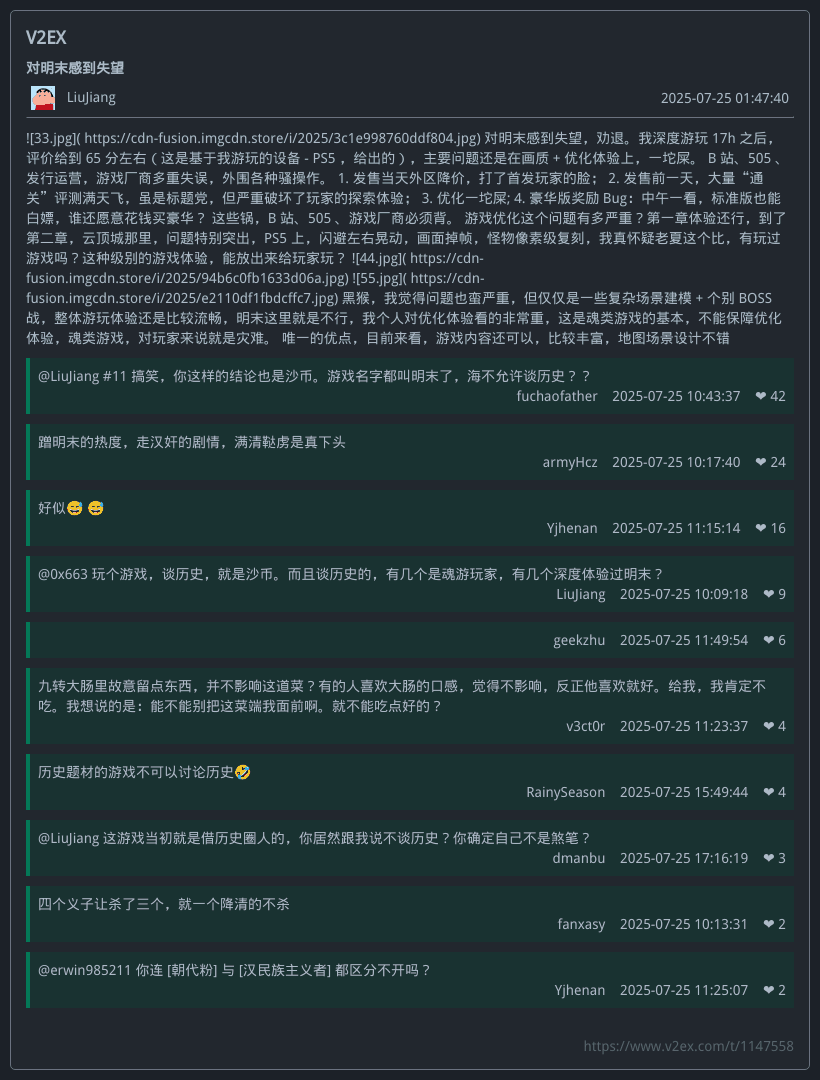 V2EX
对明末感到失望
LiuJiang 2025-07-25 01:47:40
![33.jpg]( https://cdn-fusion.imgcdn.store/i/2025/3c1e998760ddf804.jpg) 对明末感到失望，劝退。我深度游玩 17h 之后，
评价给到 65 分左右（ 这是基于我游玩的设备 - PS5 ，给出的 ），主要问题还是在画质 + 优化体验上，一坨屎。 B 站、505 、
发行运营，游戏厂商多重失误，外围各种骚操作。 1. 发售当天外区降价，打了首发玩家的脸； 2. 发售前一天，大量“通
关”评测满天飞，虽是标题党，但严重破坏了玩家的探索体验； 3. 优化一坨屎; 4. 豪华版奖励 Bug：中午一看，标准版也能
白嫖，谁还愿意花钱买豪华？ 这些锅，B 站、505 、游戏厂商必须背。 游戏优化这个问题有多严重？第一章体验还行，到了
第二章，云顶城那里，问题特别突出，PS5 上，闪避左右晃动，画面掉帧，怪物像素级复刻，我真怀疑老夏这个比，有玩过
游戏吗？这种级别的游戏体验，能放出来给玩家玩？ ![44.jpg]( https://cdn-
fusion.imgcdn.store/i/2025/94b6c0fb1633d06a.jpg) ![55.jpg]( https://cdn-
fusion.imgcdn.store/i/2025/e2110df1fbdcffc7.jpg) 黑猴，我觉得问题也蛮严重，但仅仅是一些复杂场景建模 + 个别 BOSS
战，整体游玩体验还是比较流畅，明末这里就是不行，我个人对优化体验看的非常重，这是魂类游戏的基本，不能保障优化
体验，魂类游戏，对玩家来说就是灾难。 唯一的优点，目前来看，游戏内容还可以，比较丰富，地图场景设计不错
@LiuJiang #11 搞笑，你这样的结论也是沙币。游戏名字都叫明末了，海不允许谈历史？？
fuchaofather 2025-07-25 10:43:37 ❤ 42
蹭明末的热度，走汉奸的剧情，满清鞑虏是真下头
armyHcz 2025-07-25 10:17:40 ❤ 24
好似😅 😅
Yjhenan 2025-07-25 11:15:14 ❤ 16
@0x663 玩个游戏，谈历史，就是沙币。而且谈历史的，有几个是魂游玩家，有几个深度体验过明末？
LiuJiang 2025-07-25 10:09:18 ❤ 9
geekzhu 2025-07-25 11:49:54 ❤ 6
九转大肠里故意留点东西，并不影响这道菜？有的人喜欢大肠的口感，觉得不影响，反正他喜欢就好。给我，我肯定不
吃。我想说的是：能不能别把这菜端我面前啊。就不能吃点好的？
v3ct0r 2025-07-25 11:23:37 ❤ 4
历史题材的游戏不可以讨论历史🤣
RainySeason 2025-07-25 15:49:44 ❤ 4
@LiuJiang 这游戏当初就是借历史圈人的，你居然跟我说不谈历史？你确定自己不是煞笔？
dmanbu 2025-07-25 17:16:19 ❤ 3
四个义子让杀了三个，就一个降清的不杀
fanxasy 2025-07-25 10:13:31 ❤ 2
@erwin985211 你连 [朝代粉] 与 [汉民族主义者] 都区分不开吗？
Yjhenan 2025-07-25 11:25:07 ❤ 2
https://www.v2ex.com/t/1147558